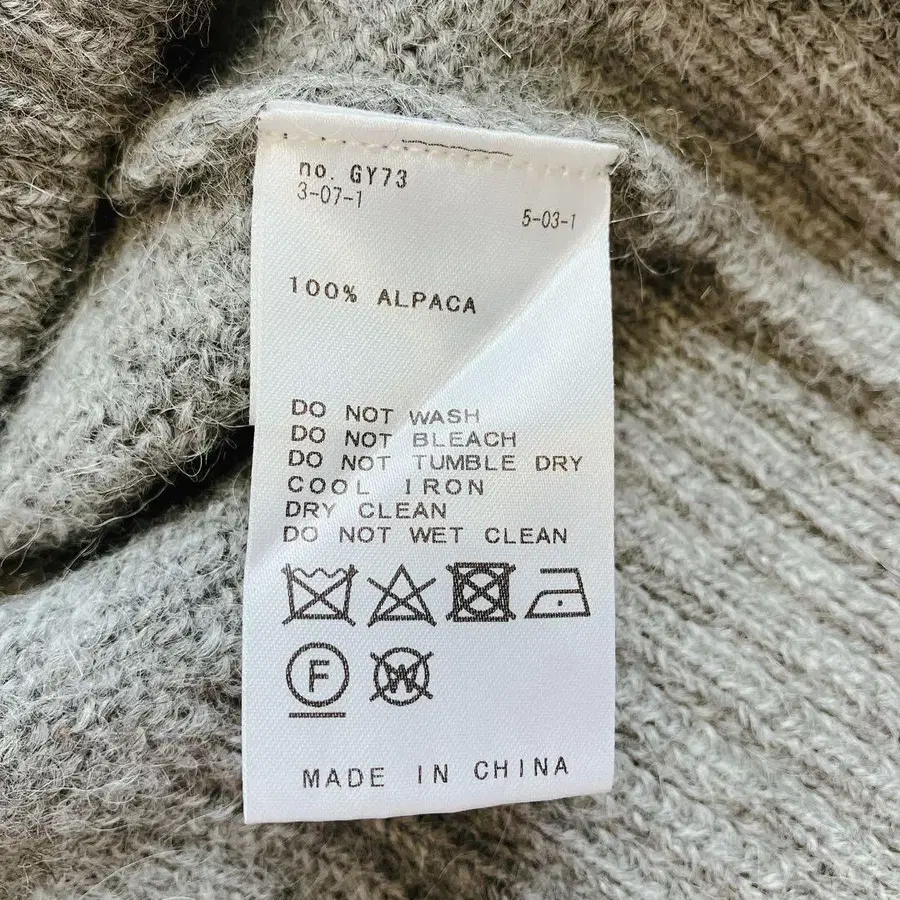 no. GY73
3-07-1
5-03-1
100% ALPACA
DO NOT WASH
DO NOT BLEACH
DO NOT TUMBLE DRY
COOL IRON
DRY CLEAN
DO NOT WET CLEAN
F W
MADE IN CHINA